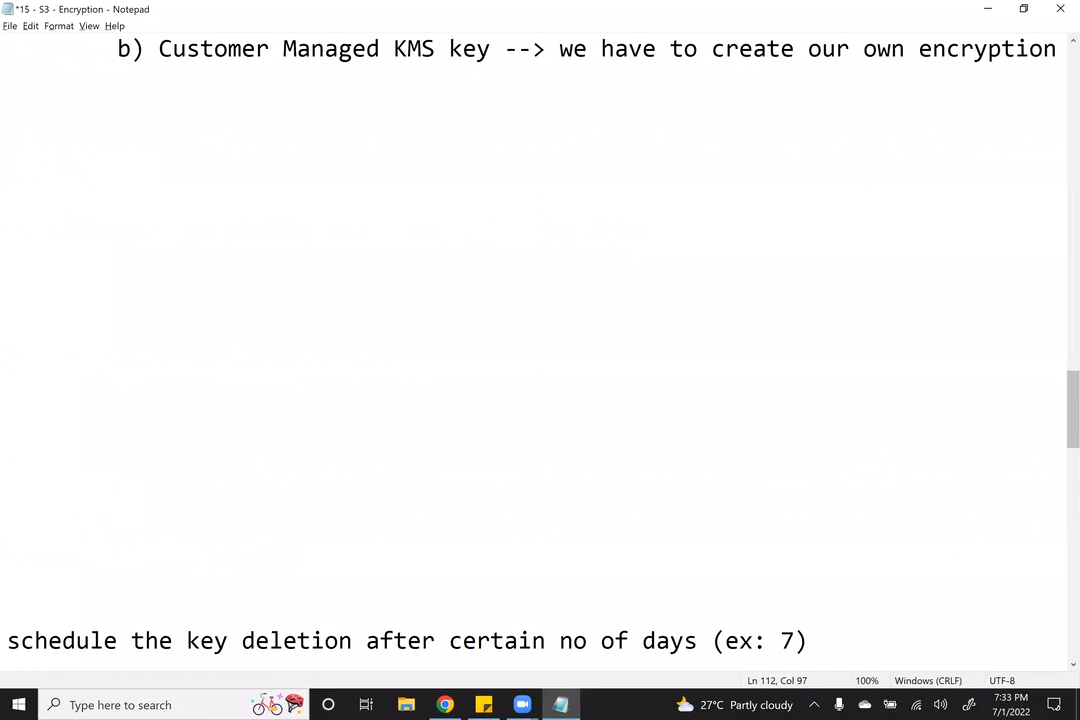 *15 - S3 - Encryption - Notepad
File Edit Format View Help
b) Customer Managed KMS key --> we have to create our own encryption
schedule the key deletion after certain no of days (ex: 7)
Ln 112, Col 97 100% Windows (CRLF) UTF-8
Type here to search
27°C Partly cloudy
7:33 PM
7/1/2022